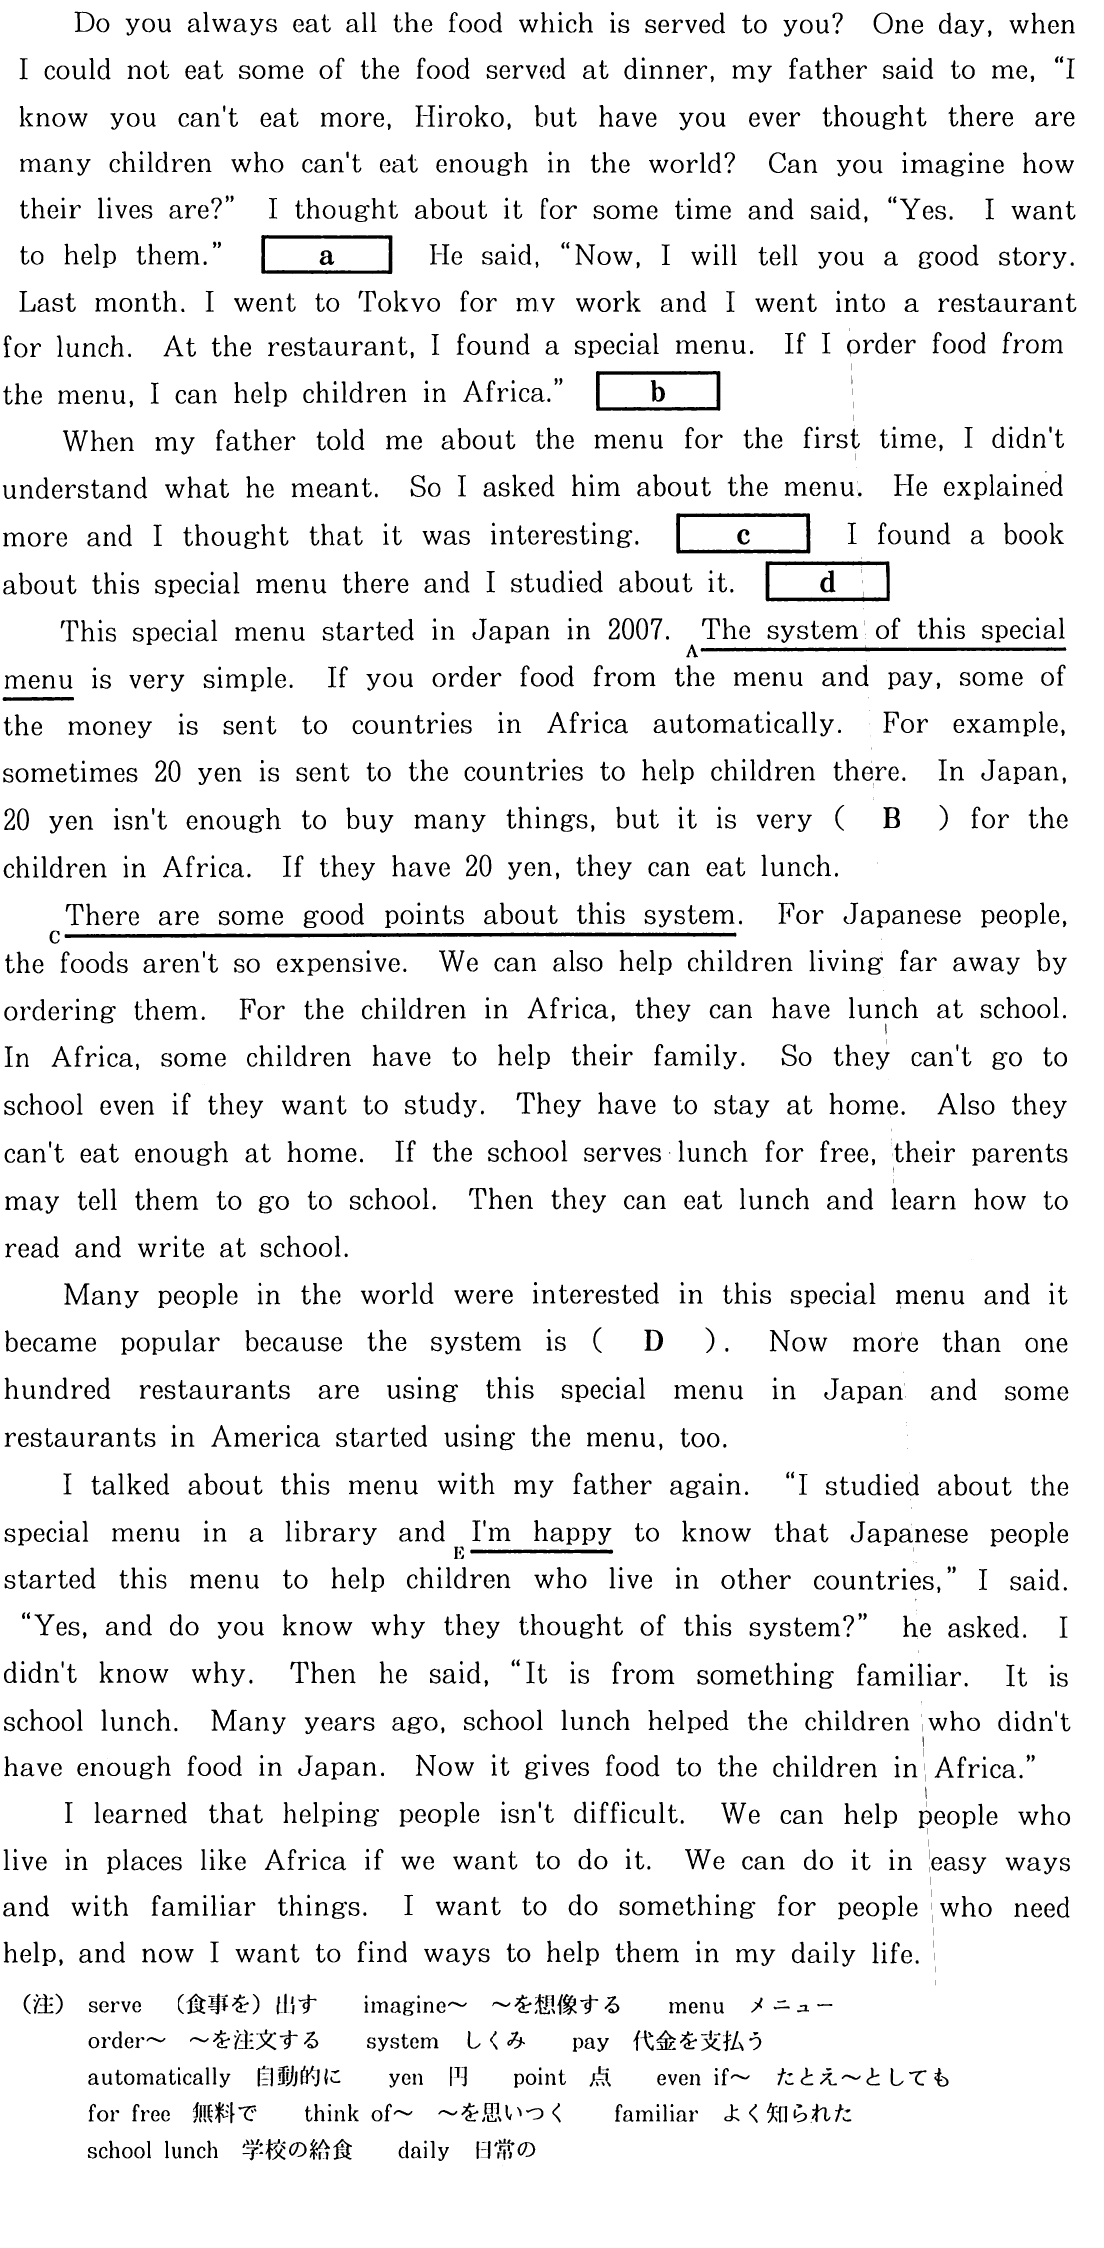 Do you always eat all the food which is served to you? One day, when
I could not eat some of the food served at dinner, my father said to me, “I
know you can't eat more, Hiroko, but have you ever thought there are
many children who can't eat enough in the world? Can you imagine how
their lives are?” I thought about it for some time and said, “Yes. I want
to help them.” a He said, “Now, I will tell you a good story.
Last month, I went to Tokyo for my work and I went into a restaurant
for lunch. At the restaurant, I found a special menu. If I order food from
the menu, I can help children in Africa.” b
When my father told me about the menu for the first time, I didn't
understand what he meant. So I asked him about the menu. He explained
more and I thought that it was interesting. c I found a book
about this special menu there and I studied about it. d
This special menu started in Japan in 2007. A The system of this special
menu is very simple. If you order food from the menu and pay, some of
the money is sent to countries in Africa automatically. For example,
sometimes 20 yen is sent to the countries to help children there. In Japan,
20 yen isn't enough to buy many things, but it is very ( B ) for the
children in Africa. If they have 20 yen, they can eat lunch.
C There are some good points about this system. For Japanese people,
the foods aren't so expensive. We can also help children living far away by
ordering them. For the children in Africa, they can have lunch at school.
In Africa, some children have to help their family. So they can't go to
school even if they want to study. They have to stay at home. Also they
can't eat enough at home. If the school serves lunch for free, their parents
may tell them to go to school. Then they can eat lunch and learn how to
read and write at school.
Many people in the world were interested in this special menu and it
became popular because the system is ( D ). Now more than one
hundred restaurants are using this special menu in Japan and some
restaurants in America started using the menu, too.
I talked about this menu with my father again. “I studied about the
special menu in a library and E I'm happy to know that Japanese people
started this menu to help children who live in other countries,” I said.
“Yes, and do you know why they thought of this system?” he asked. I
didn't know why. Then he said, “It is from something familiar. It is
school lunch. Many years ago, school lunch helped the children who didn't
have enough food in Japan. Now it gives food to the children in Africa.”
I learned that helping people isn't difficult. We can help people who
live in places like Africa if we want to do it. We can do it in easy ways
and with familiar things. I want to do something for people who need
help, and now I want to find ways to help them in my daily life.
(注) serve （食事を）出す imagine～ ～を想像する menu メニュー
order～ ～を注文する system しくみ pay 代金を支払う
automatically 自動的に yen 円 point 点 even if～ たとえ～としても
for free 無料で think of～ ～を思いつく familiar よく知られた
school lunch 学校の給食 daily 日常の